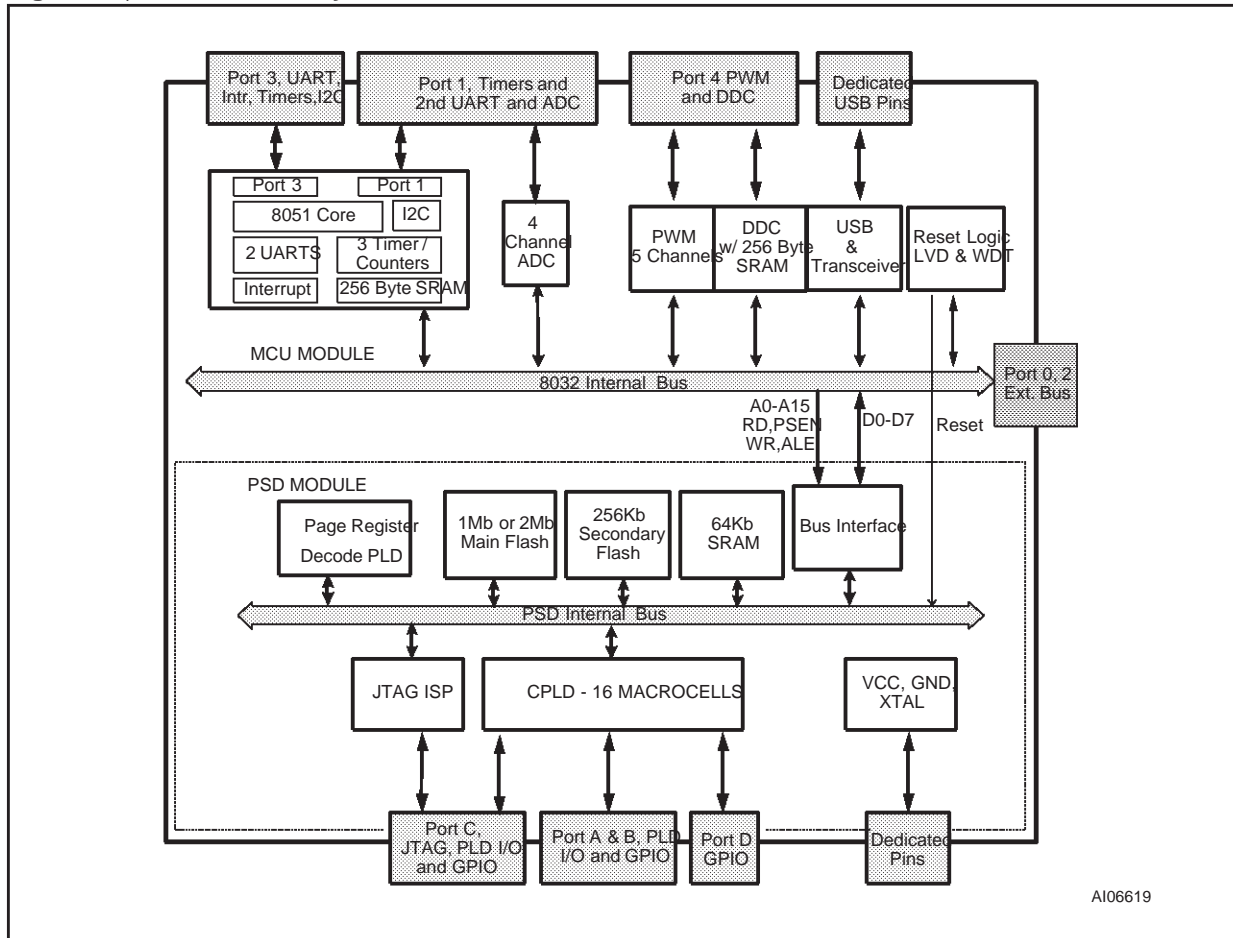 Port 3, UART,
Intr, Timers,I2C
Port 1, Timers and
2nd UART and ADC
Port 4 PWM
and DDC
Dedicated
USB Pins
Port 3
Port 1
8051 Core
I2C
2 UARTS
3 Timer /
Counters
Interrupt
256 Byte SRAM
4
Channel
ADC
PWM
5 Channels
DDC
w/ 256 Byte
SRAM
USB
&
Transceiver
Reset Logic
LVD & WDT
MCU MODULE
8032 Internal Bus
Port 0, 2
Ext. Bus
A0-A15
RD,PSEN
WR,ALE
D0-D7
Reset
PSD MODULE
Page Register
Decode PLD
1Mb or 2Mb
Main Flash
256Kb
Secondary
Flash
64Kb
SRAM
Bus Interface
PSD Internal Bus
JTAG ISP
CPLD - 16 MACROCELLS
VCC, GND,
XTAL
Port C,
JTAG, PLD I/O
and GPIO
Port A & B, PLD
I/O and GPIO
Port D
GPIO
Dedicated
Pins
AI06619